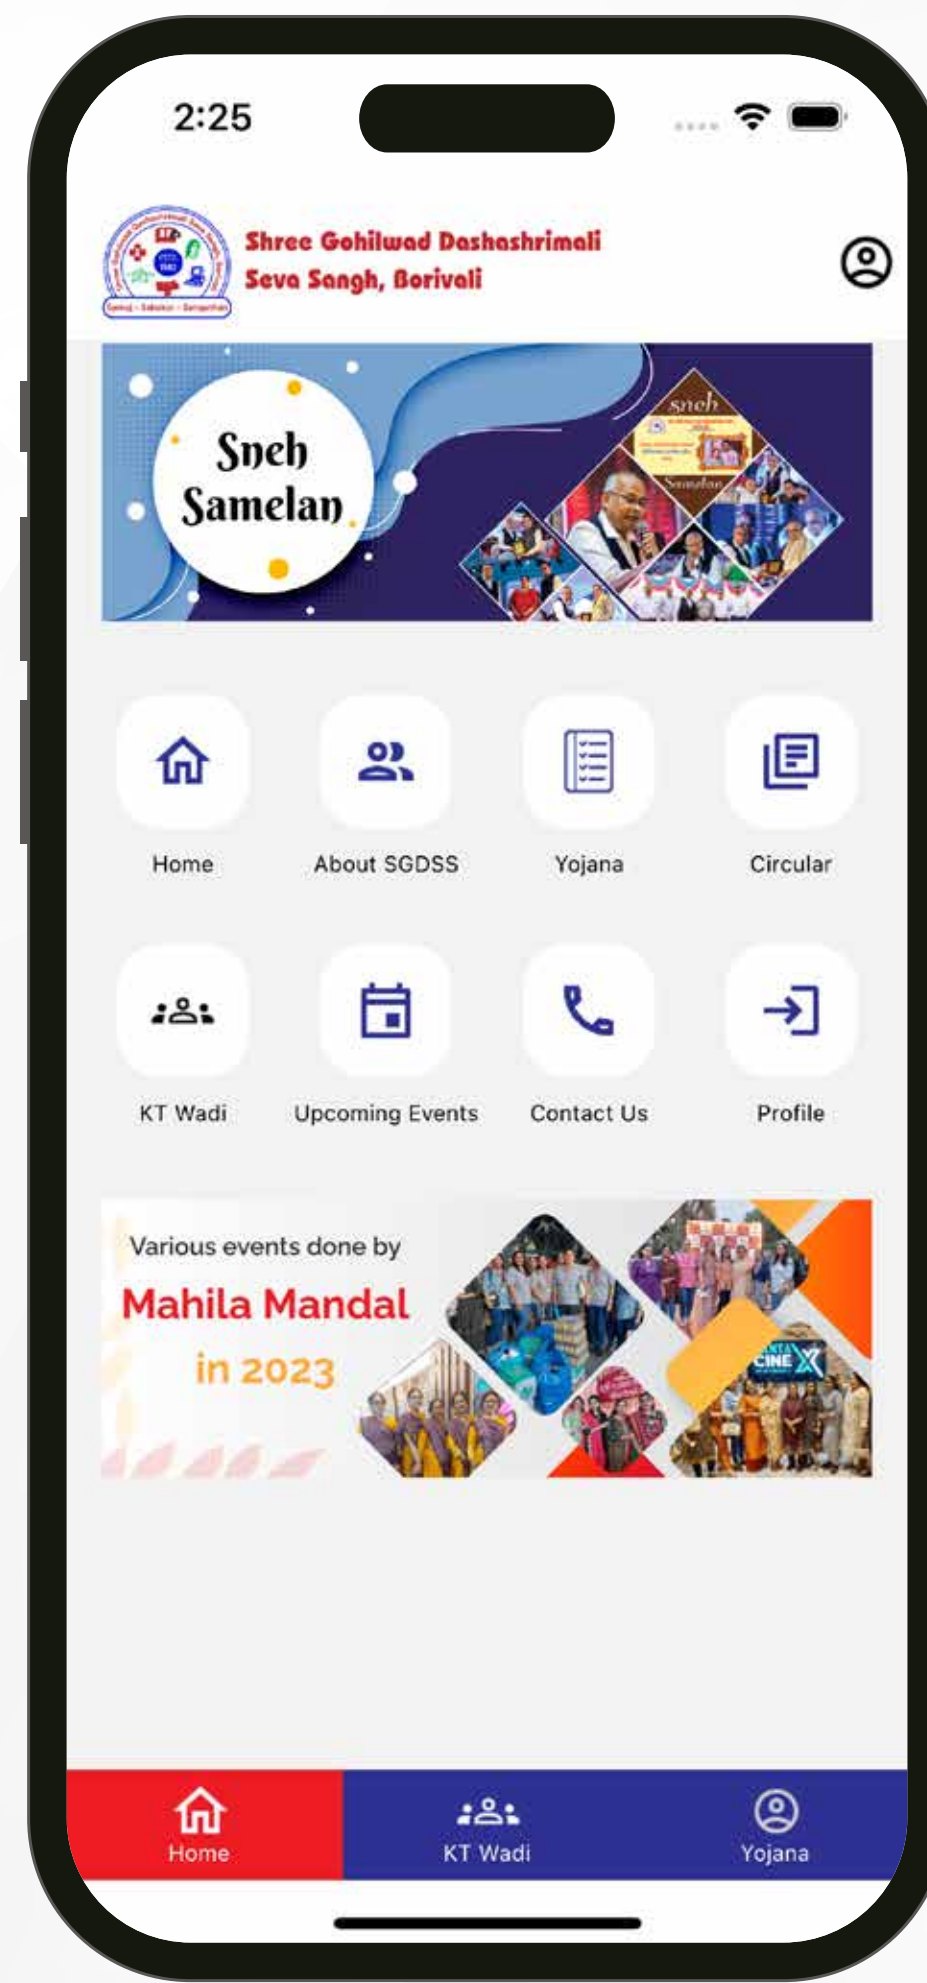 2:25
Shree Gohilwad Dashashrimali
Seva Sangh, Borivali
Sneh
Samelan
sneh
Samelan
Home
About SGDSS
Yojana
Circular
KT Wadi
Upcoming Events
Contact Us
Profile
Various events done by
Mahila Mandal
in 2023
CINE X
Home
KT Wadi
Yojana